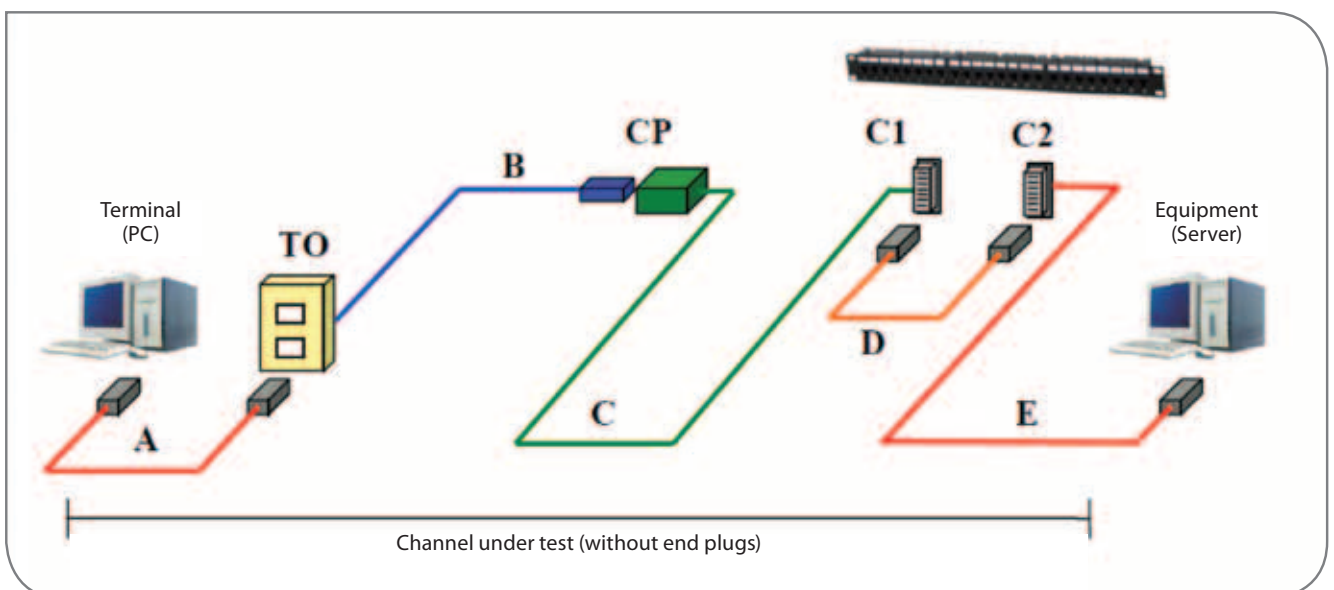 CP
C1
C2
B
Terminal
(PC)
TO
Equipment
(Server)
D
A
C
E
Channel under test (without end plugs)